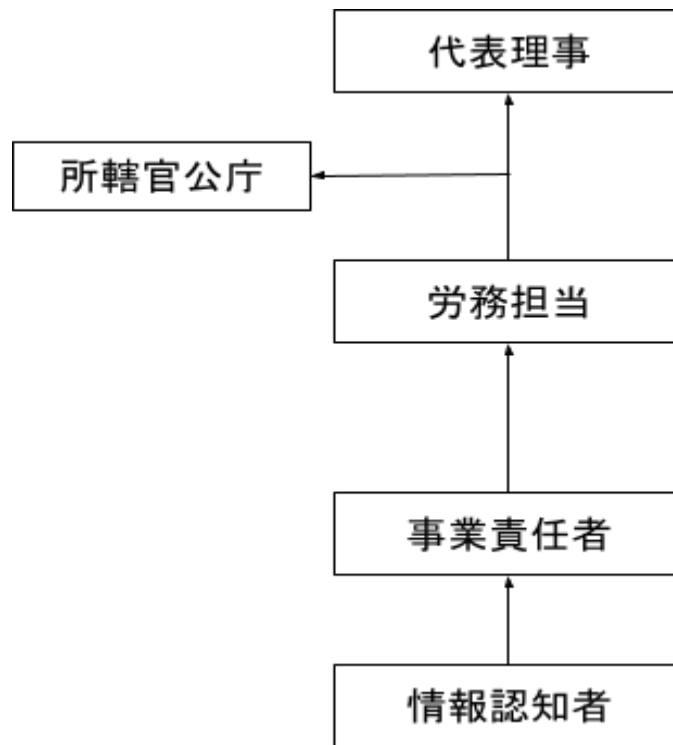 代表理事
所轄官公庁
労務担当
事業責任者
情報認知者